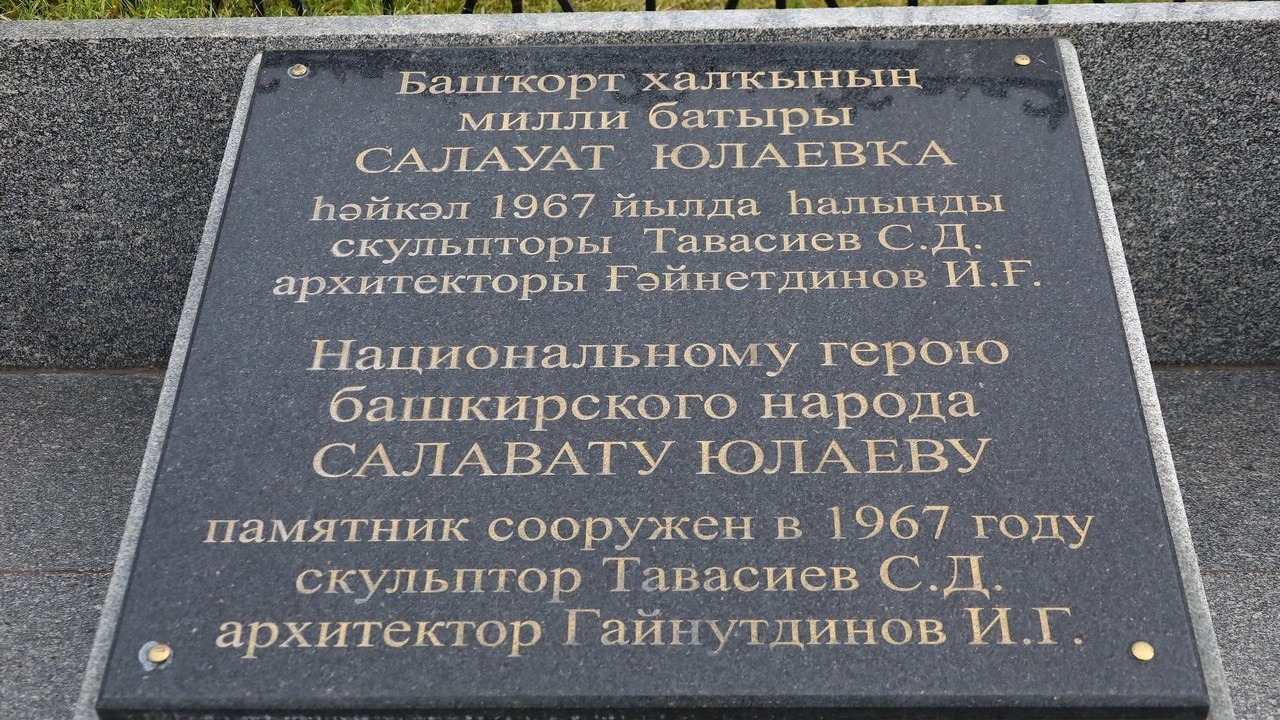 Башҡорт халҡының
милли батыры
САЛАУАТ ЮЛАЕВҠА
һәйкәл 1967 йылда һалынды
скульпторы Тавасиев С.Д.
архитекторы Ғәйнетдинов И.Ғ.
Национальному герою
башкирского народа
САЛАВАТУ ЮЛАЕВУ
памятник сооружен в 1967 году
скульптор Тавасиев С.Д.
архитектор Гайнутдинов И.Г.